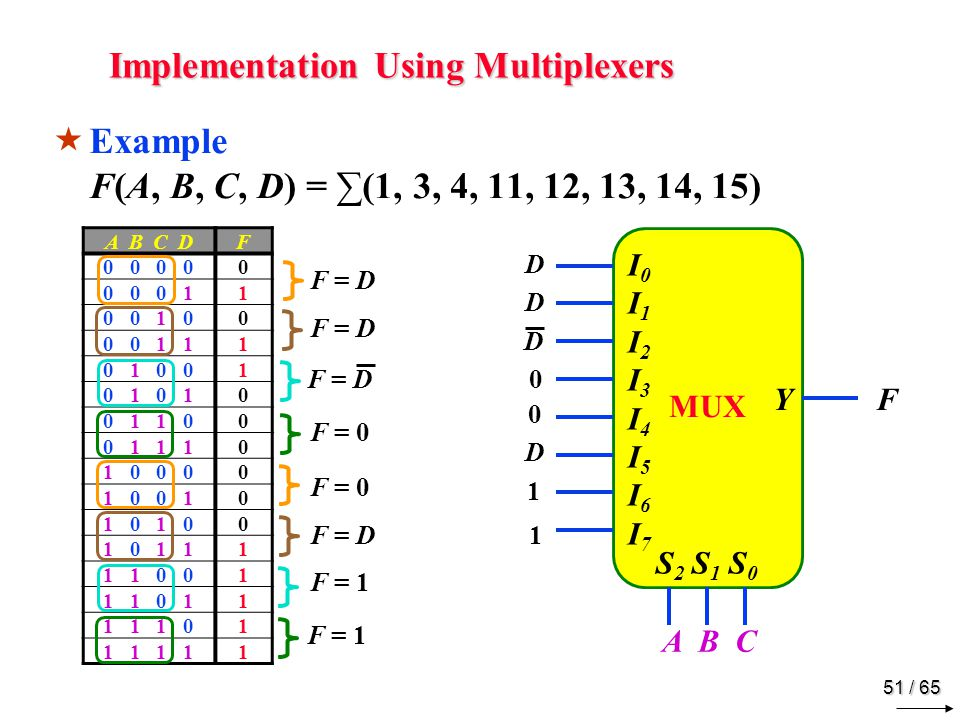 Implementation Using Multiplexers
★ Example
F(A, B, C, D) = ∑(1, 3, 4, 11, 12, 13, 14, 15)
A B C D F
0 0 0 0 0
0 0 0 1 1
0 0 1 0 0
0 0 1 1 1
0 1 0 0 1
0 1 0 1 0
0 1 1 0 0
0 1 1 1 0
1 0 0 0 0
1 0 0 1 0
1 0 1 0 0
1 0 1 1 1
1 1 0 0 1
1 1 0 1 1
1 1 1 0 1
1 1 1 1 1
F = D
F = D
F = D̅
F = 0
F = 0
F = D
F = 1
F = 1
D I₀
D I₁
D̅ I₂
0 I₃
0 I₄
D I₅
1 I₆
1 I₇
MUX
Y F
S₂ S₁ S₀
A B C
51 / 65